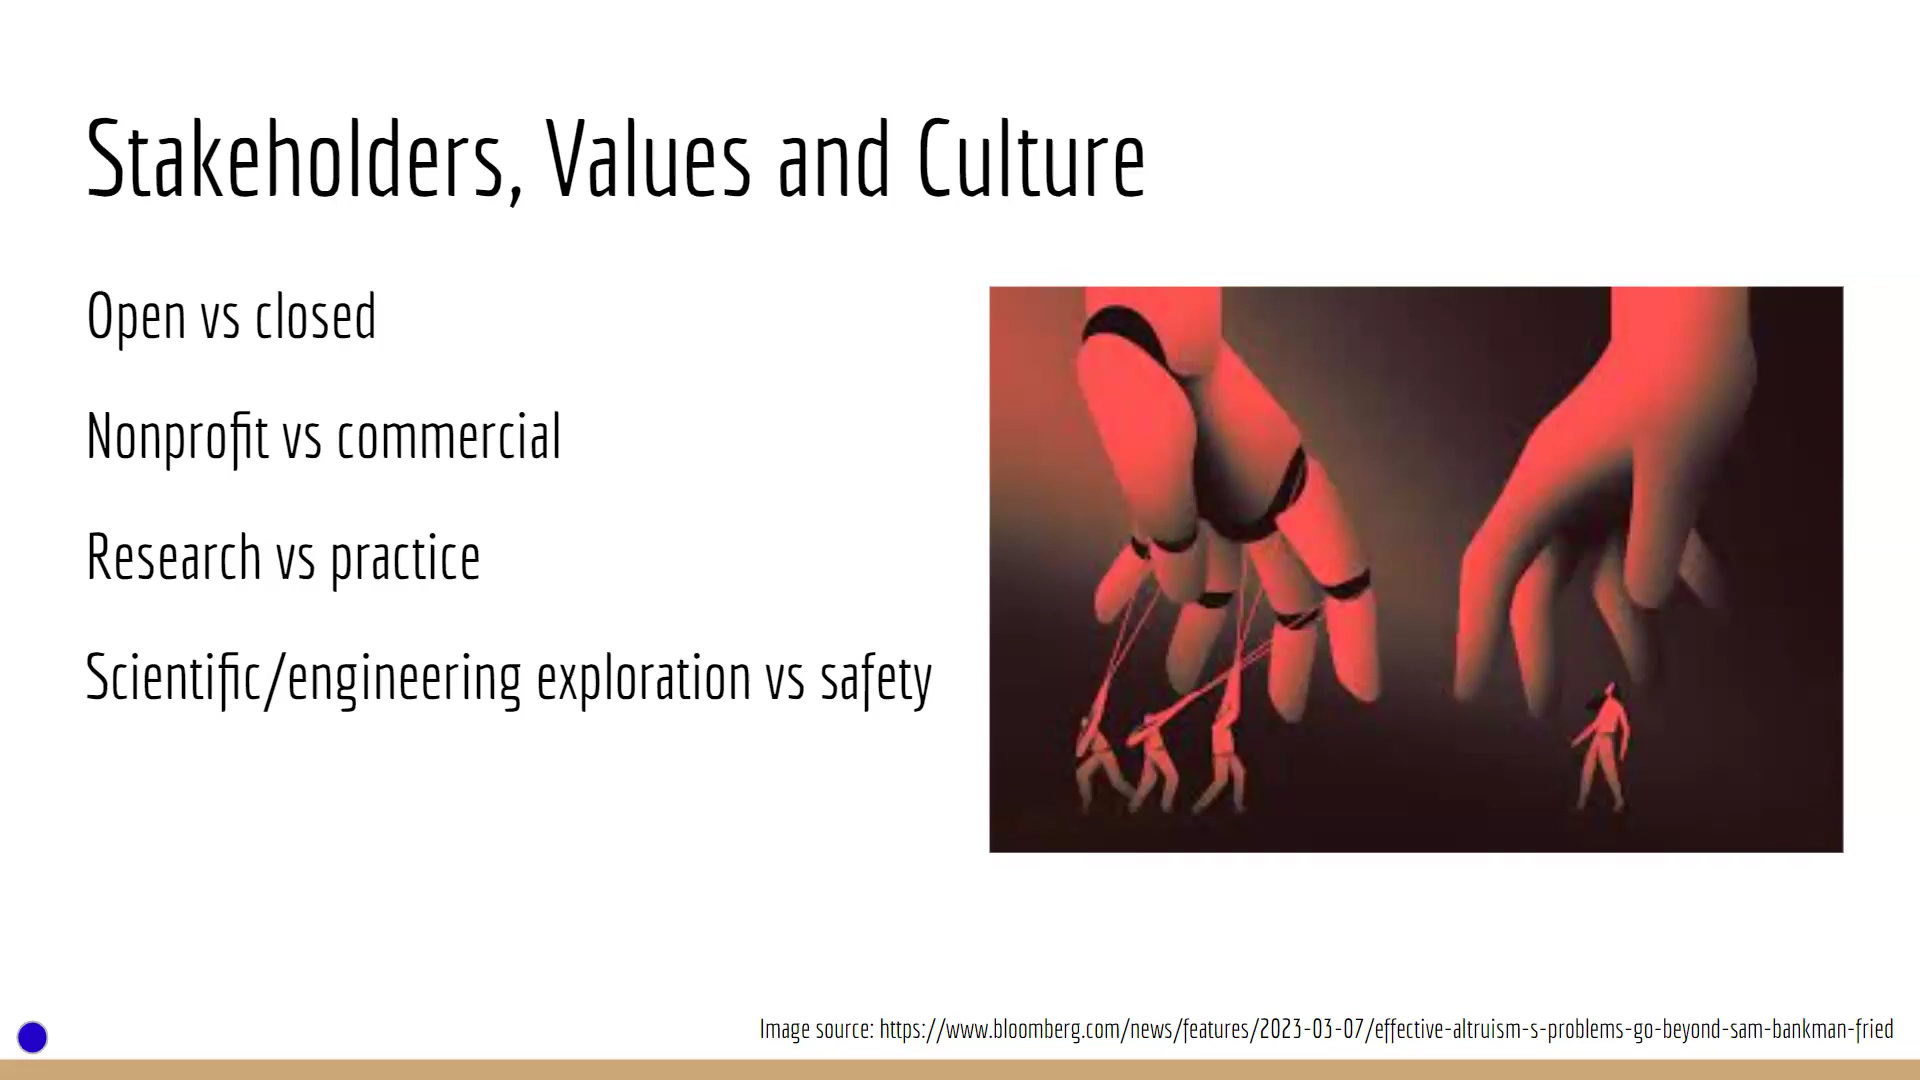 Stakeholders, Values and Culture
Open vs closed
Nonprofit vs commercial
Research vs practice
Scientific/engineering exploration vs safety
Image source: https://www.bloomberg.com/news/features/2023-03-07/effective-altruism-s-problems-go-beyond-sam-bankman-fried